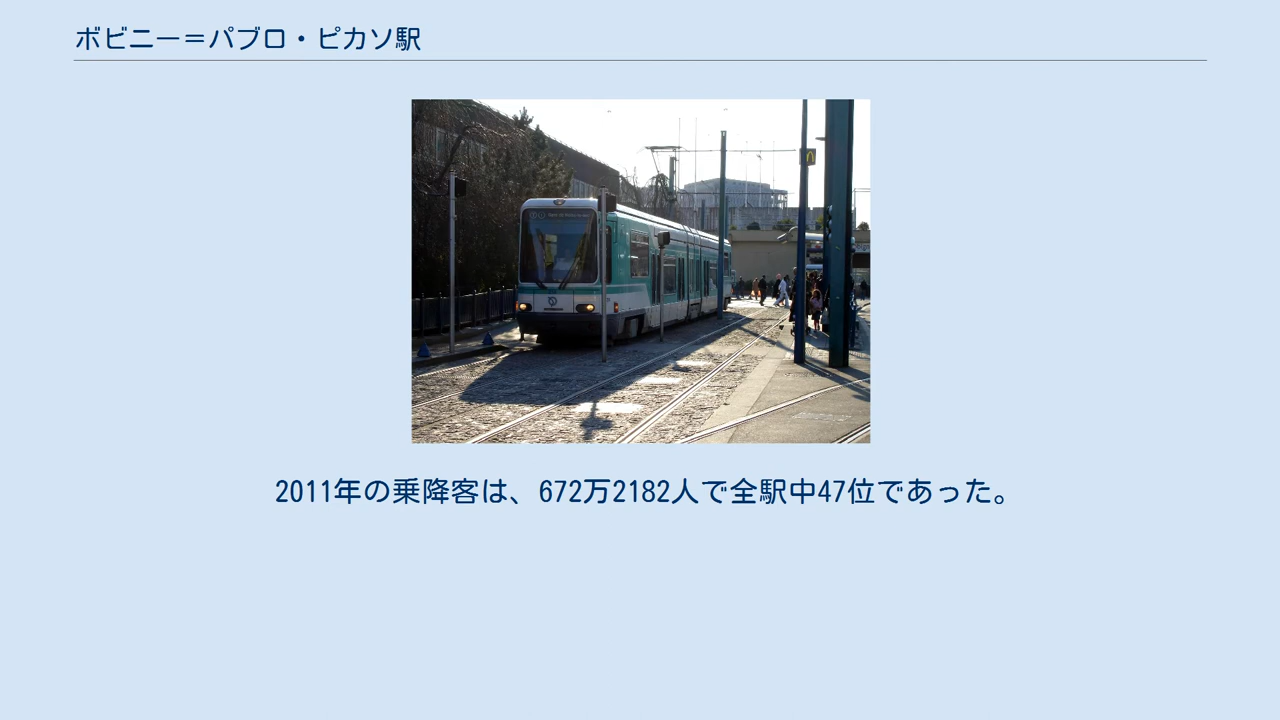 ボビニー＝パブロ・ピカソ駅
2011年の乗降客は、672万2182人で全駅中47位であった。